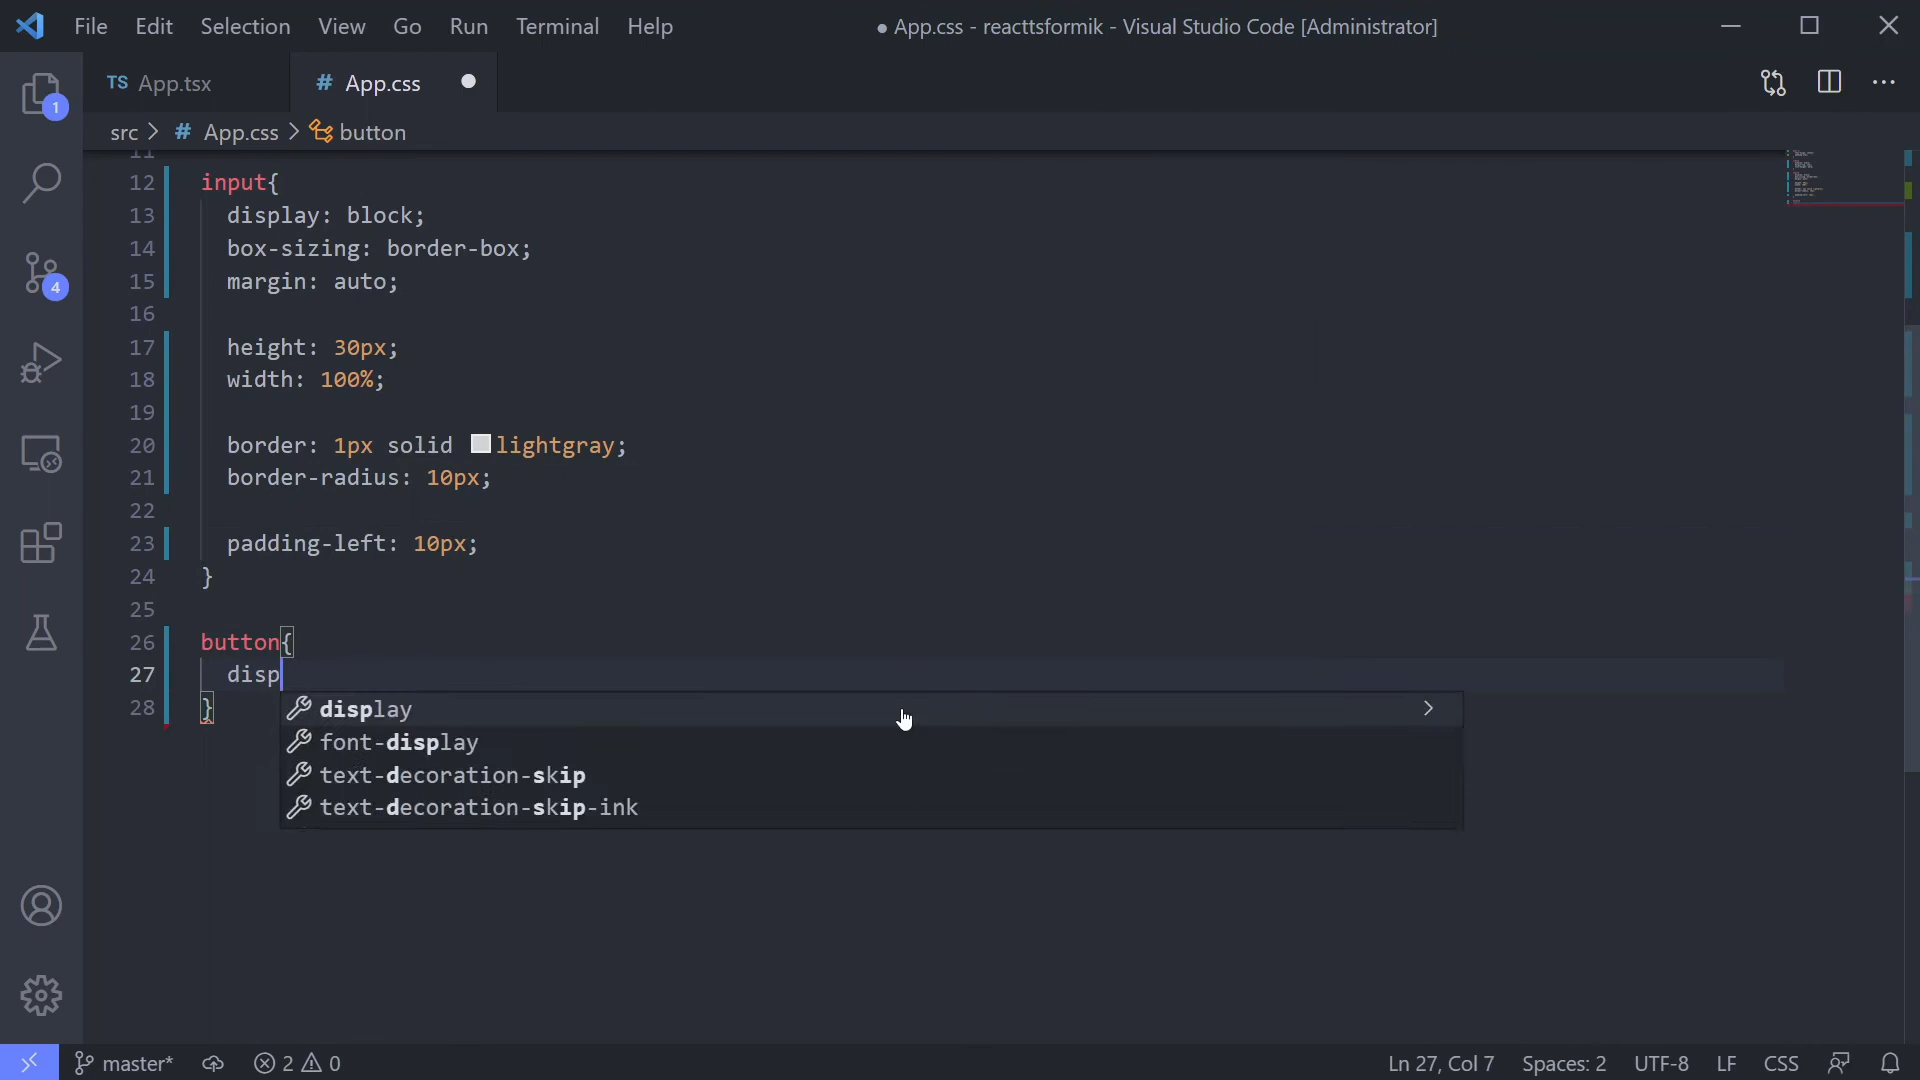 File Edit Selection View Go Run Terminal Help
● App.css - reacttsformik - Visual Studio Code [Administrator]
1
TS App.tsx
# App.css
src > # App.css > button
11
12 input{
13 display: block;
14 box-sizing: border-box;
15 margin: auto;
16
17 height: 30px;
18 width: 100%;
19
20 border: 1px solid lightgray;
21 border-radius: 10px;
22
23 padding-left: 10px;
24 }
25
26 button{
27 disp
28 }
display
font-display
text-decoration-skip
text-decoration-skip-ink
4
master*
2 0
Ln 27, Col 7
Spaces: 2
UTF-8
LF
CSS